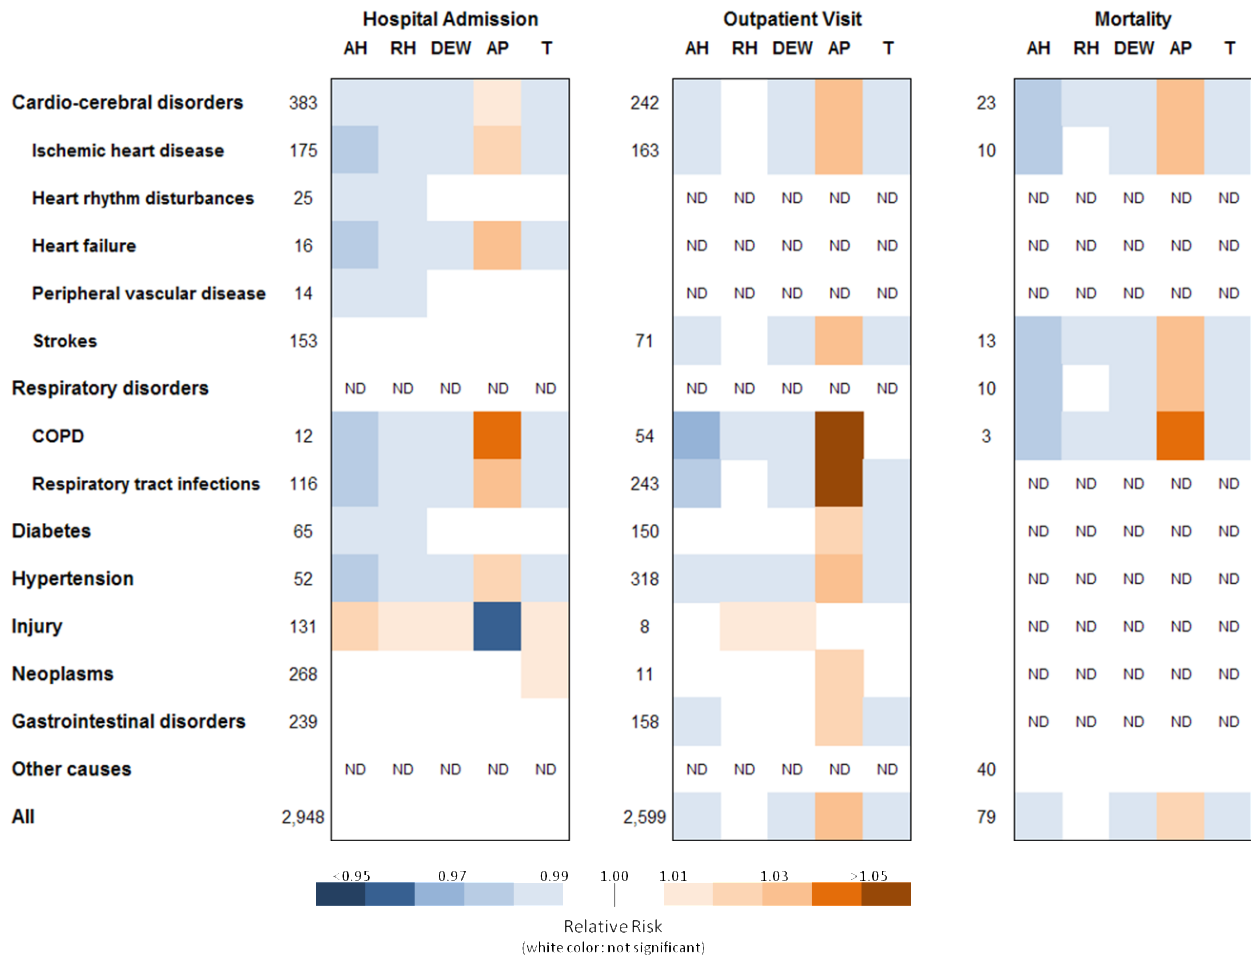 Hospital Admission Outpatient Visit Mortality
AH RH DEW AP T AH RH DEW AP T AH RH DEW AP T
Cardio-cerebral disorders 383 242 23
Ischemic heart disease 175 163 10
Heart rhythm disturbances 25 ND ND ND ND ND ND ND ND ND ND
Heart failure 16 ND ND ND ND ND ND ND ND ND ND
Peripheral vascular disease 14 ND ND ND ND ND ND ND ND ND ND
Strokes 153 71 13
Respiratory disorders ND ND ND ND ND ND ND ND ND ND 10
COPD 12 54 3
Respiratory tract infections 116 243 ND ND ND ND ND
Diabetes 65 150 ND ND ND ND ND
Hypertension 52 318 ND ND ND ND ND
Injury 131 8 ND ND ND ND ND
Neoplasms 268 11 ND ND ND ND ND
Gastrointestinal disorders 239 158 ND ND ND ND ND
Other causes ND ND ND ND ND ND ND ND ND ND 40
All 2,948 2,599 79
<0.95 0.97 0.99 1.00 1.01 1.03 >1.05
Relative Risk
(white color: not significant)